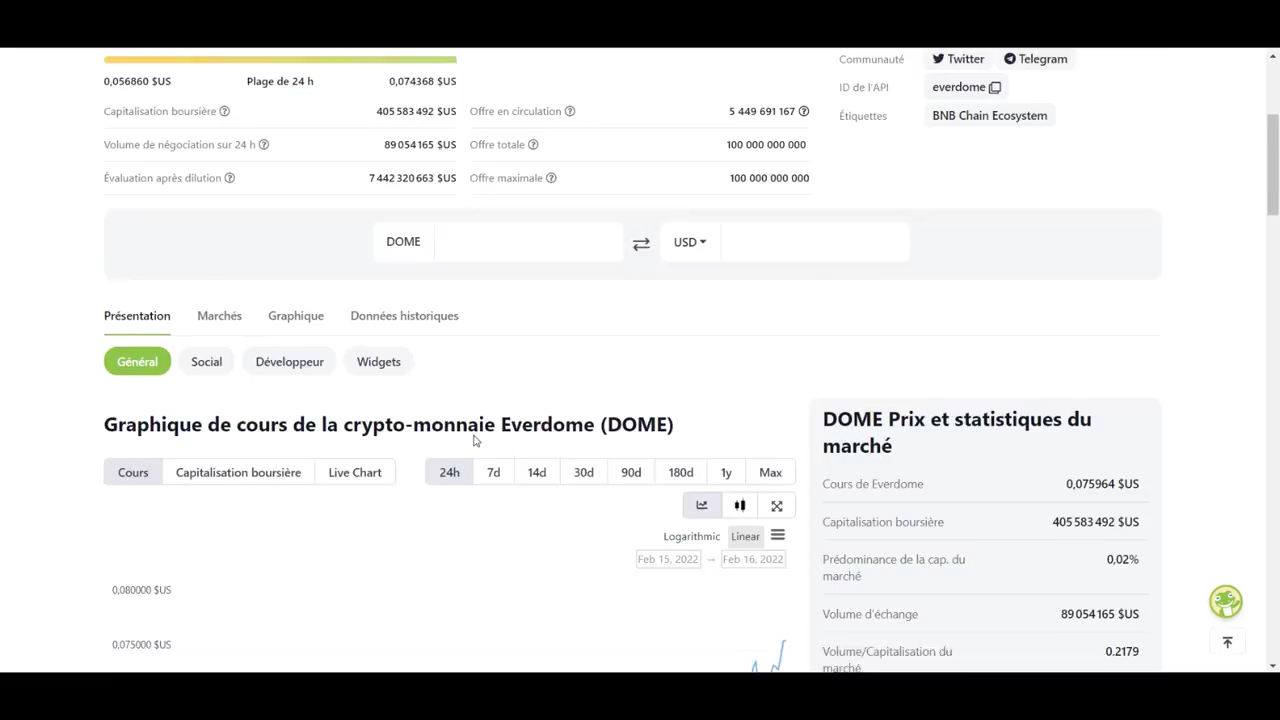 Communauté Twitter Telegram
0,056860 $US Plage de 24 h 0,074368 $US
ID de l'API everdome
Capitalisation boursière 405 583 492 $US Offre en circulation 5 449 691 167
Étiquettes BNB Chain Ecosystem
Volume de négociation sur 24 h 89 054 165 $US Offre totale 100 000 000 000
Évaluation après dilution 7 442 320 663 $US Offre maximale 100 000 000 000
DOME USD
Présentation Marchés Graphique Données historiques
Général Social Développeur Widgets
Graphique de cours de la crypto-monnaie Everdome (DOME)
Cours Capitalisation boursière Live Chart 24h 7d 14d 30d 90d 180d 1y Max
Logarithmic Linear
Feb 15, 2022 → Feb 16, 2022
0,080000 $US
0,075000 $US
DOME Prix et statistiques du
marché
Cours de Everdome 0,075964 $US
Capitalisation boursière 405 583 492 $US
Prédominance de la cap. du
marché 0,02%
Volume d'échange 89 054 165 $US
Volume/Capitalisation du
marché 0.2179